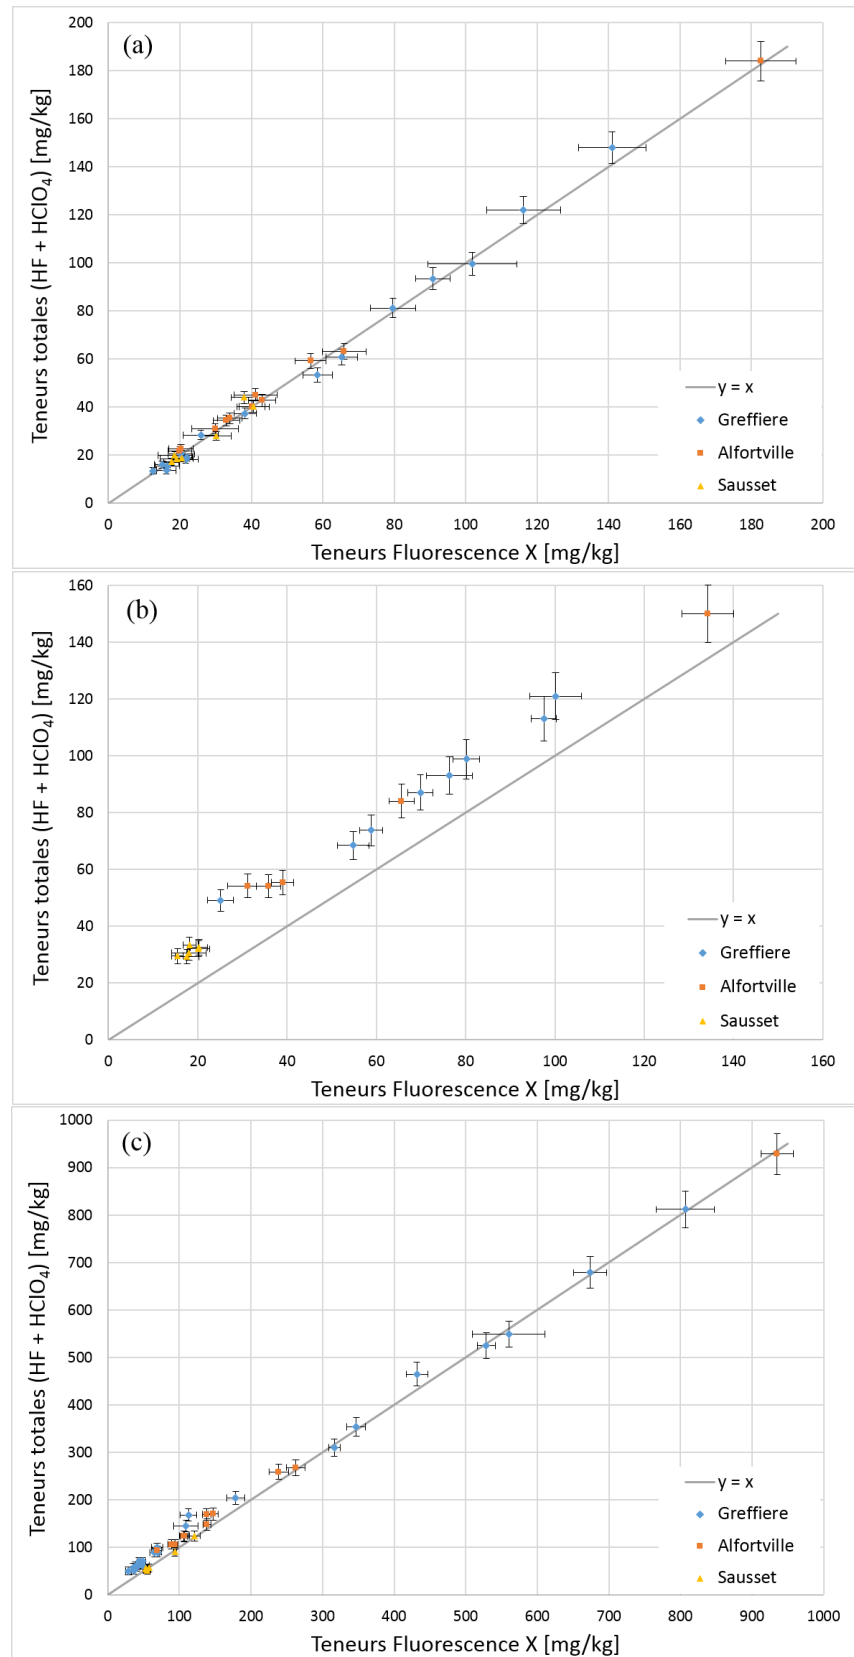 (a)
Teneurs totales (HF + HClO₄) [mg/kg]
200
180
160
140
120
100
80
60
40
20
0
0 20 40 60 80 100 120 140 160 180 200
Teneurs Fluorescence X [mg/kg]
y = x
Greffiere
Alfortville
Sausset
(b)
Teneurs totales (HF + HClO₄) [mg/kg]
160
140
120
100
80
60
40
20
0
0 20 40 60 80 100 120 140 160
Teneurs Fluorescence X [mg/kg]
y = x
Greffiere
Alfortville
Sausset
(c)
Teneurs totales (HF + HClO₄) [mg/kg]
1000
900
800
700
600
500
400
300
200
100
0
0 100 200 300 400 500 600 700 800 900 1000
Teneurs Fluorescence X [mg/kg]
y = x
Greffiere
Alfortville
Sausset